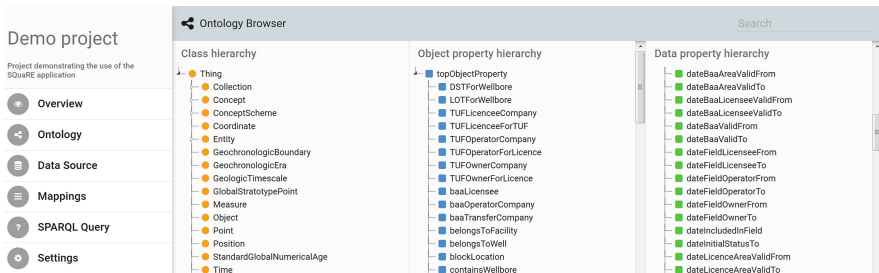 Demo project
Project demonstrating the use of the
SQuaRE application
Overview
Ontology
Data Source
Mappings
SPARQL Query
Settings
Ontology Browser
Search
Class hierarchy
Thing
Collection
Concept
ConceptScheme
Coordinate
Entity
GeochronologicBoundary
GeochronologicEra
GeologicTimescale
GlobalStratotypePoint
Measure
Object
Point
Position
StandardGlobalNumericalAge
Time
Object property hierarchy
topObjectProperty
DSTForWellbore
LOTForWellbore
TUFLicenceeCompany
TUFLicenceeForTUF
TUFOperatorCompany
TUFOperatorForLicence
TUFOwnerCompany
TUFOwnerForLicence
baaLicensee
baaOperatorCompany
baaTransferCompany
belongsToFacility
belongsToWell
blockLocation
containsWellbore
Data property hierarchy
dateBaaAreaValidFrom
dateBaaAreaValidTo
dateBaaLicenseeValidFrom
dateBaaLicenseeValidTo
dateBaaValidFrom
dateBaaValidTo
dateFieldLicenseeFrom
dateFieldLicenseeTo
dateFieldOperatorFrom
dateFieldOperatorTo
dateFieldOwnerFrom
dateFieldOwnerTo
dateIncludedInField
dateInitialStatusTo
dateLicenceAreaValidFrom
dateLicenceAreaValidTo